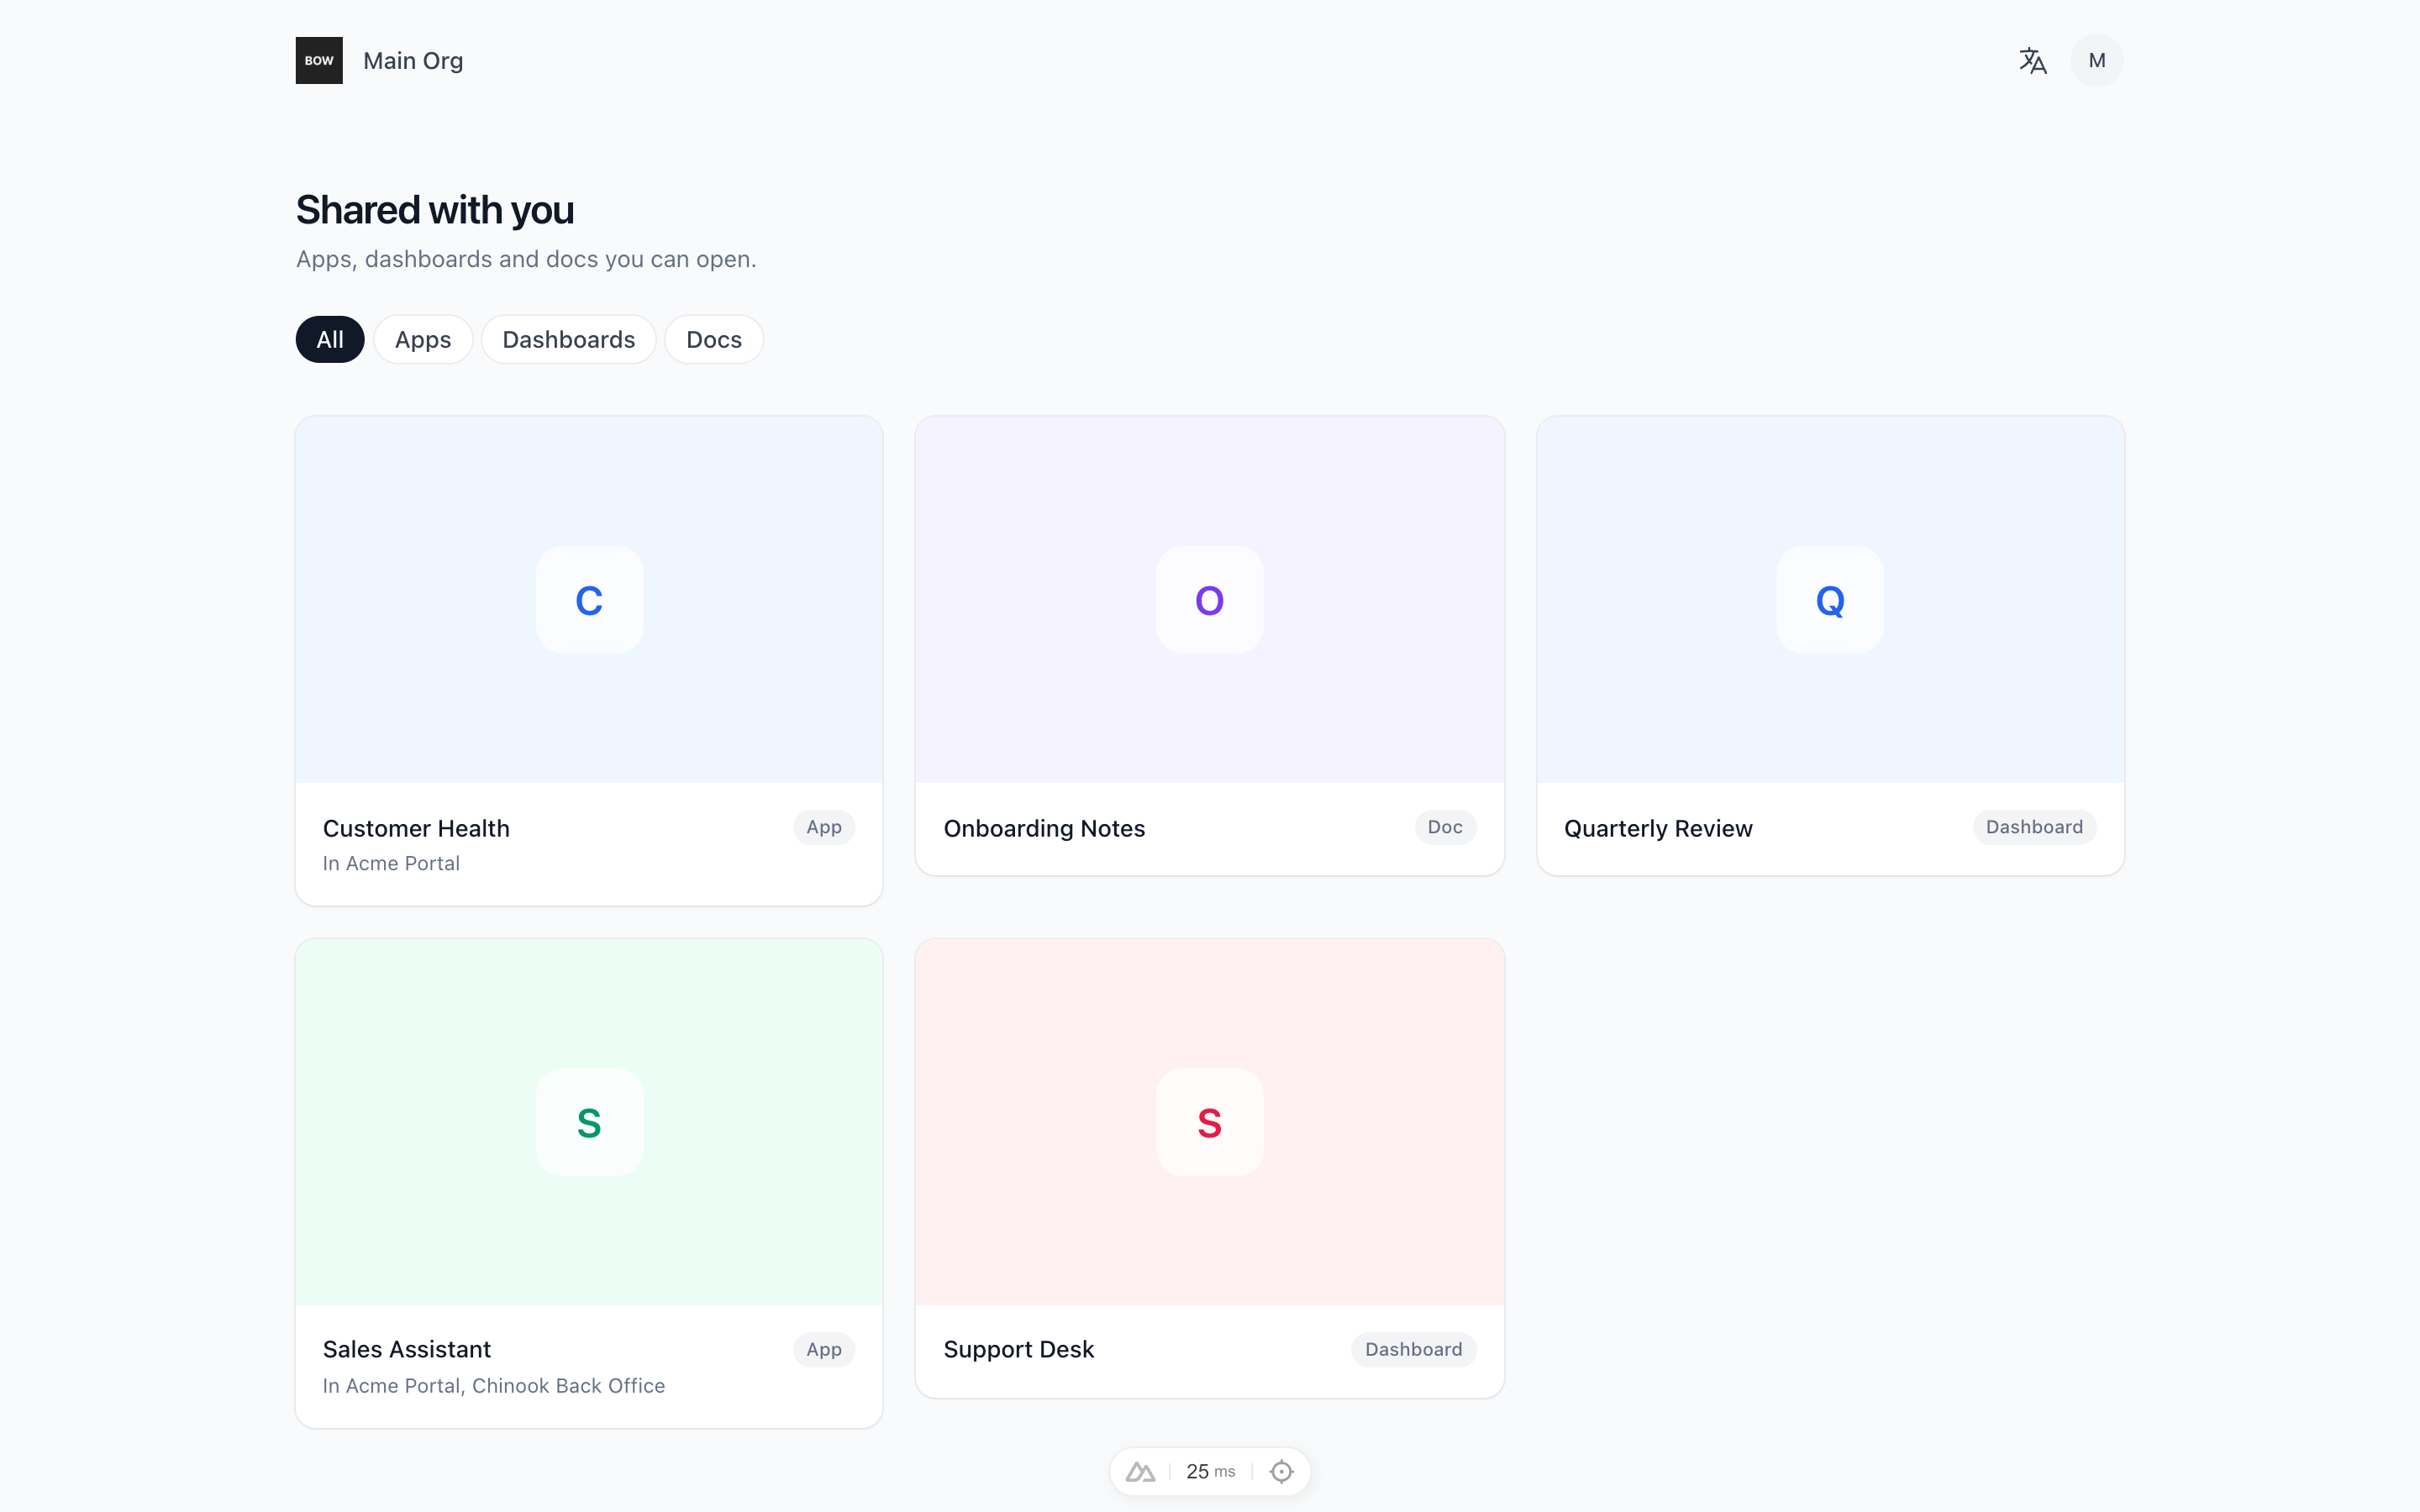 BOW Main Org M
Shared with you
Apps, dashboards and docs you can open.
All Apps Dashboards Docs
C
O
Q
Customer Health App
In Acme Portal
Onboarding Notes Doc
Quarterly Review Dashboard
S
S
Sales Assistant App
In Acme Portal, Chinook Back Office
Support Desk Dashboard
25 ms